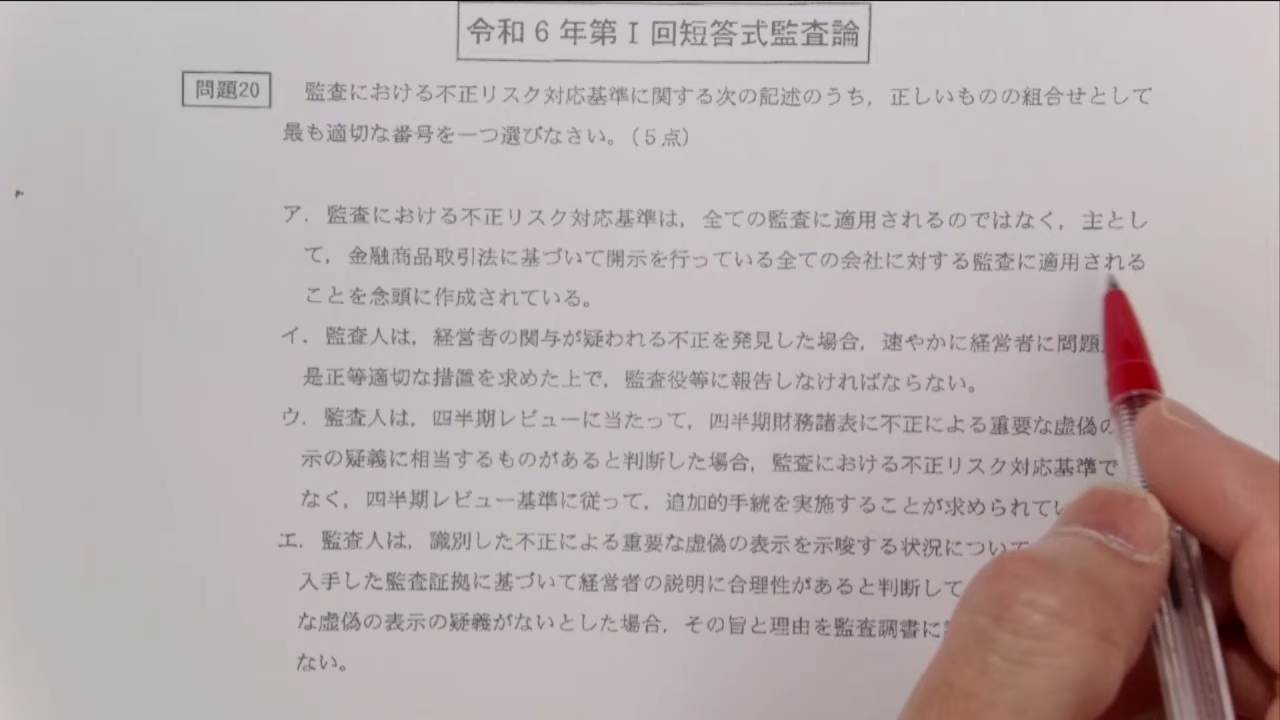 令和6年第Ⅰ回短答式監査論
問題20 監査における不正リスク対応基準に関する次の記述のうち，正しいものの組合せとして
最も適切な番号を一つ選びなさい。（5点）
ア．監査における不正リスク対応基準は，全ての監査に適用されるのではなく，主とし
て，金融商品取引法に基づいて開示を行っている全ての会社に対する監査に適用される
ことを念頭に作成されている。
イ．監査人は，経営者の関与が疑われる不正を発見した場合，速やかに経営者に問題
是正等適切な措置を求めた上で，監査役等に報告しなければならない。
ウ．監査人は，四半期レビューに当たって，四半期財務諸表に不正による重要な虚偽の
示の疑義に相当するものがあると判断した場合，監査における不正リスク対応基準で
なく，四半期レビュー基準に従って，追加的手続を実施することが求められてい
エ．監査人は，識別した不正による重要な虚偽の表示を示唆する状況について
入手した監査証拠に基づいて経営者の説明に合理性があると判断して
な虚偽の表示の疑義がないとした場合，その旨と理由を監査調書に
ない。